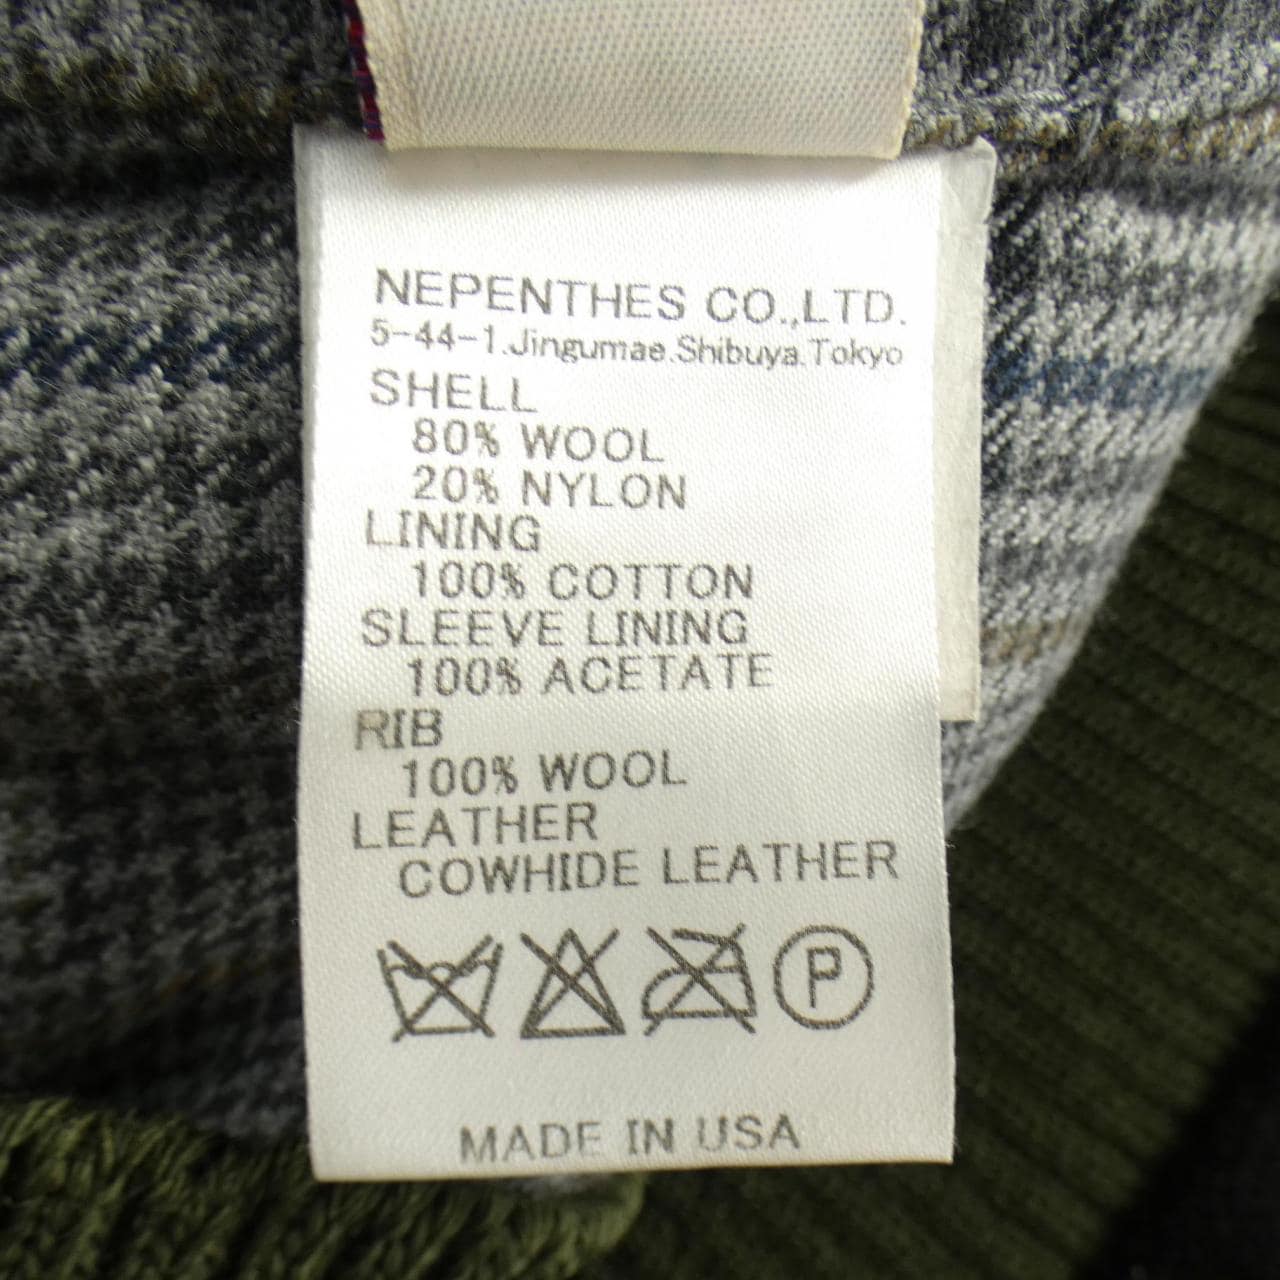 NEPENTHES CO.,LTD.
5-44-1.Jingumae.Shibuya.Tokyo
SHELL
80% WOOL
20% NYLON
LINING
100% COTTON
SLEEVE LINING
100% ACETATE
RIB
100% WOOL
LEATHER
COWHIDE LEATHER
P
MADE IN USA